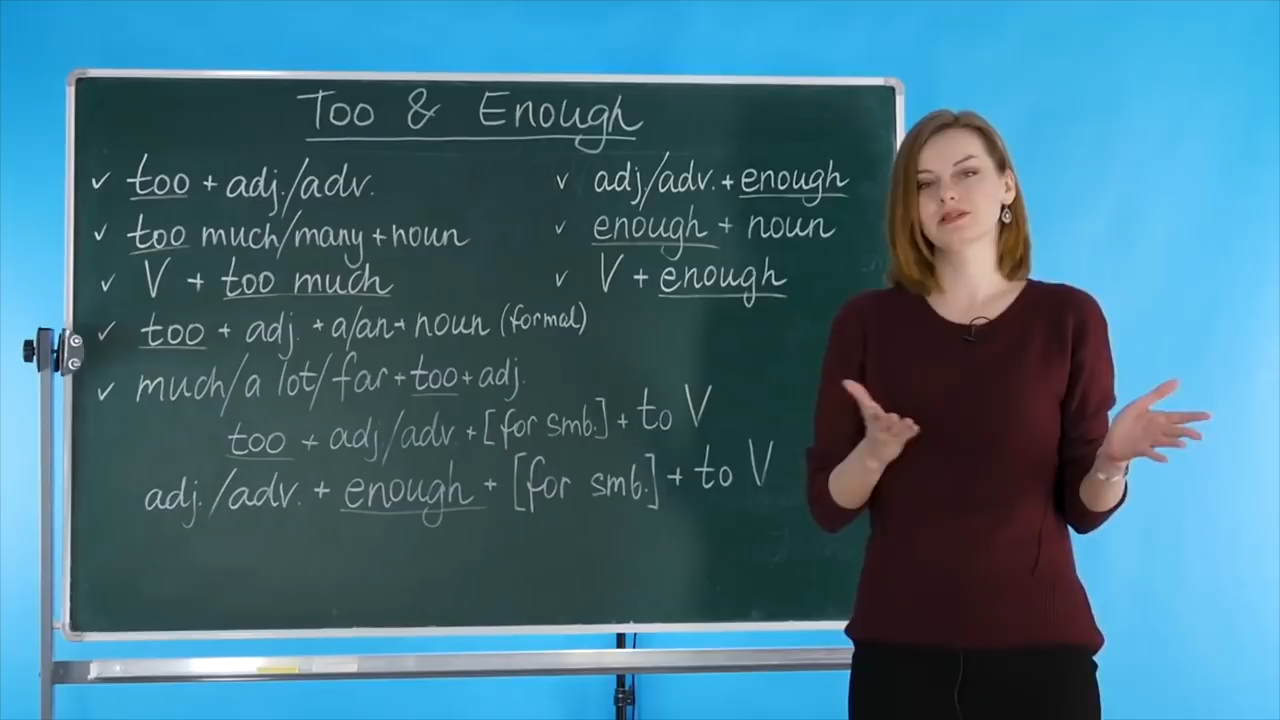 Too & Enough
✓ too + adj./adv.
✓ too much/many + noun
✓ V + too much
✓ too + adj. + a/an + noun (formal)
✓ much/a lot/far + too + adj.
too + adj/adv + [for smb.] + to V
adj./adv. + enough + [for smb.] + to V
✓ adj/adv. + enough
✓ enough + noun
✓ V + enough